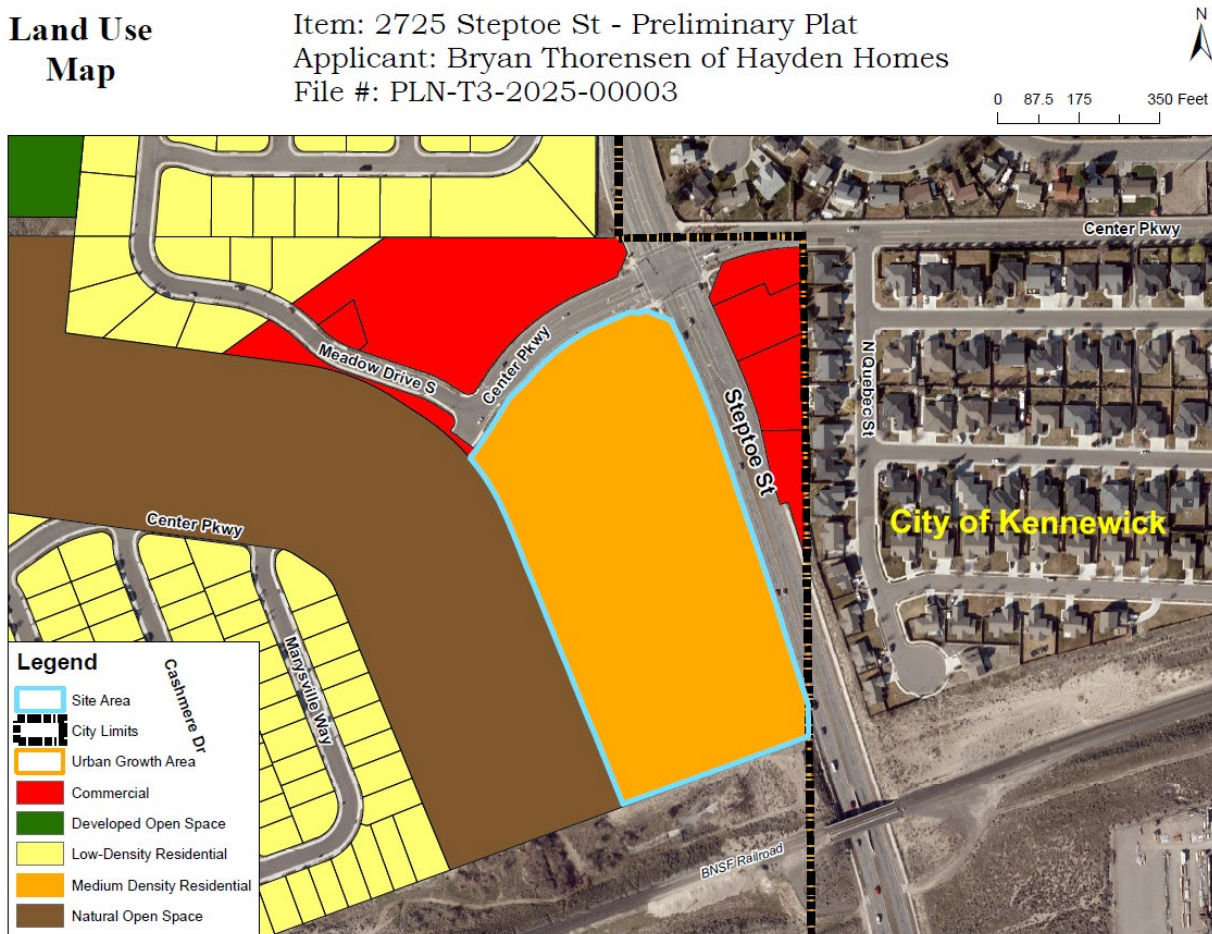 Land Use
Map
Item: 2725 Steptoe St - Preliminary Plat
Applicant: Bryan Thorensen of Hayden Homes
File #: PLN-T3-2025-00003
N
0 87.5 175 350 Feet
Center Pkwy
Meadow Drive S
Center Pkwy
N Quebec St
Steptoe St
City of Kennewick
Center Pkwy
Marysville Way
Cashmere Dr
BNSF Railroad
Legend
Site Area
City Limits
Urban Growth Area
Commercial
Developed Open Space
Low-Density Residential
Medium Density Residential
Natural Open Space